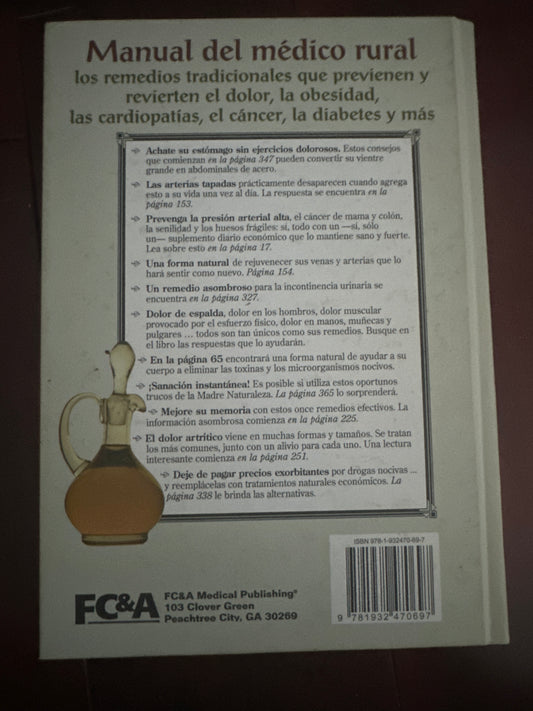 Manual del médico rural
los remedios tradicionales que previenen y
revierten el dolor, la obesidad,
las cardiopatías, el cáncer, la diabetes y más
Achate su estómago sin ejercicios dolorosos. Estos consejos
que comienzan en la página 347 pueden convertir su vientre
grande en abdominales de acero.
Las arterias tapadas prácticamente desaparecen cuando agrega
esto a su vida una vez al día. La respuesta se encuentra en la
página 153.
Prevenga la presión arterial alta, el cáncer de mama y colón,
la senilidad y los huesos frágiles: sí, todo con un —sí, sólo
un— suplemento diario económico que lo mantiene sano y fuerte.
Lea sobre esto en la página 17.
Una forma natural de rejuvenecer sus venas y arterias que lo
hará sentir como nuevo. Página 154.
Un remedio asombroso para la incontinencia urinaria se
encuentra en la página 327.
Dolor de espalda, dolor en los hombros, dolor muscular
provocado por el esfuerzo físico, dolor en manos, muñecas y
pulgares ... todos son tan únicos como sus remedios. Busque en
el libro las respuestas que lo ayudarán.
En la página 65 encontrará una forma natural de ayudar a su
cuerpo a eliminar las toxinas y los microorganismos nocivos.
¡Sanación instantánea! Es posible si utiliza estos oportunos
trucos de la Madre Naturaleza. La página 365 lo sorprenderá.
Mejore su memoria con estos once remedios efectivos. La
información asombrosa comienza en la página 225.
El dolor artrítico viene en muchas formas y tamaños. Se tratan
los más comunes, junto con un alivio para cada uno. Una lectura
interesante comienza en la página 251.
Deje de pagar precios exorbitantes por drogas nocivas ...
y reemplácelas con tratamientos naturales económicos. La
página 338 le brinda las alternativas.
ISBN 978-1-932470-69-7
9 781932 470697
FC&A
FC&A Medical Publishing®
103 Clover Green
Peachtree City, GA 30269